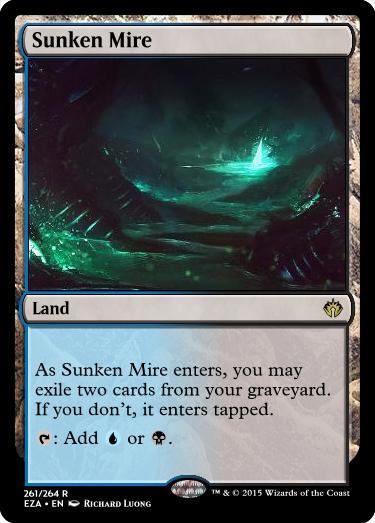 Sunken Mire
Land
As Sunken Mire enters, you may
exile two cards from your graveyard.
If you don't, it enters tapped.
: Add or .
261/264 R
EZA • EN Richard Luong
™ & © 2015 Wizards of the Coast